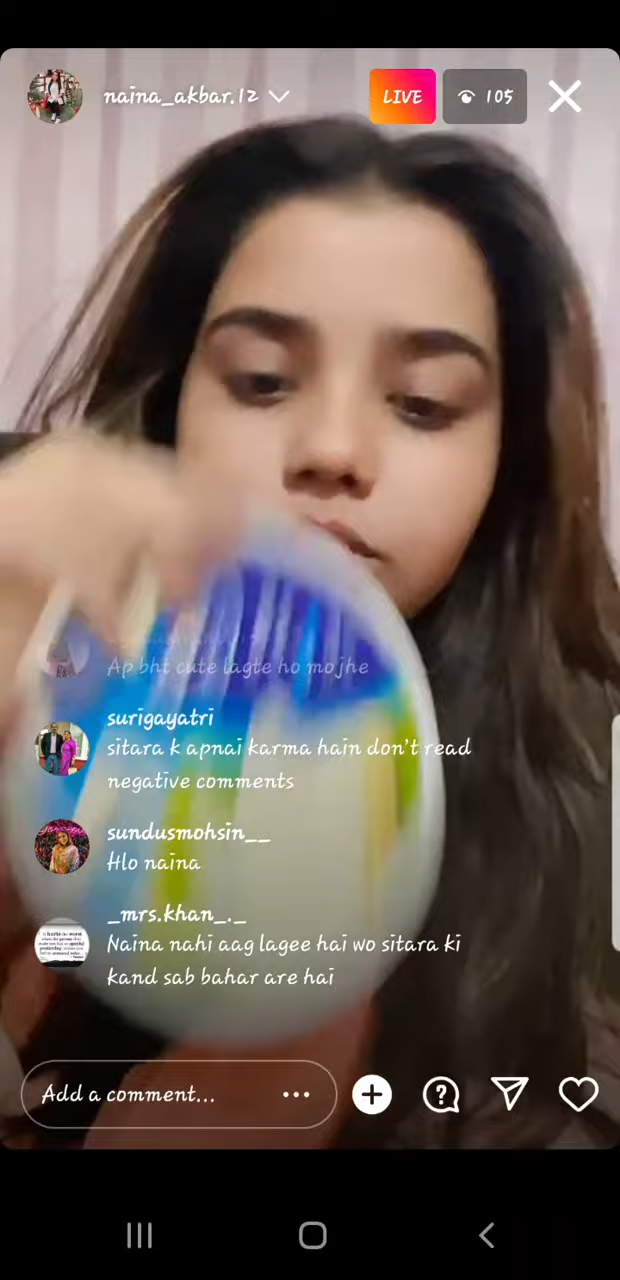 naina_akbar.12
LIVE
105
Ap bht cute lagte ho mojhe
surigayatri
sitara k apnai karma hain don't read
negative comments
sundusmohsin__
Hlo naina
_mrs.khan_._
Naina nahi aag lagee hai wo sitara ki
kand sab bahar are hai
Add a comment...